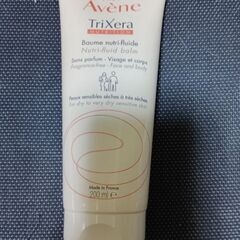 Avène
TriXera
NUTRITION
Baume nutri-fluide
Nutri-fluid balm
Sans parfum - Visage et corps
Fragrance-free - Face and body
Peaux sensibles sèches à très sèches
For dry to very dry sensitive skin
Made in France
200 ml e